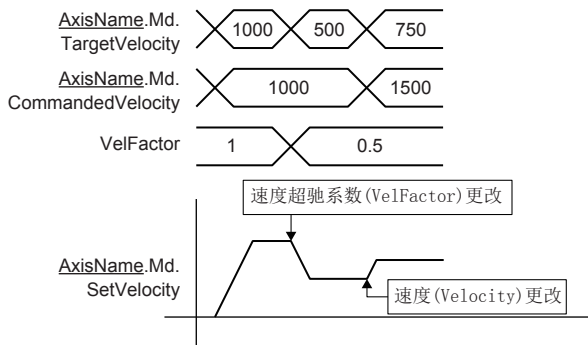 AxisName.Md.
TargetVelocity
1000
500
750
AxisName.Md.
CommandedVelocity
1000
1500
VelFactor
1
0.5
速度超驰系数(VelFactor)更改
AxisName.Md.
SetVelocity
速度(Velocity)更改